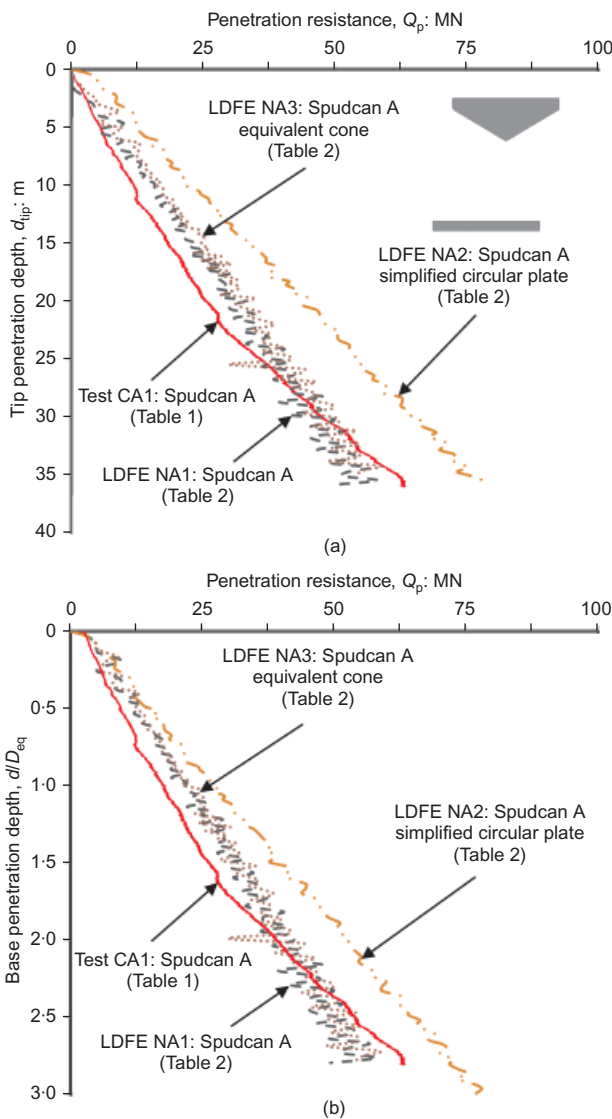 Penetration resistance, Qp: MN
0 25 50 75 100
Tip penetration depth, dtip: m
0
5
10
15
20
25
30
35
40
LDFE NA3: Spudcan A
equivalent cone
(Table 2)
LDFE NA2: Spudcan A
simplified circular plate
(Table 2)
Test CA1: Spudcan A
(Table 1)
LDFE NA1: Spudcan A
(Table 2)
(a)
Penetration resistance, Qp: MN
0 25 50 75 100
Base penetration depth, d/Deq
0
0·5
1·0
1·5
2·0
2·5
3·0
LDFE NA3: Spudcan A
equivalent cone
(Table 2)
LDFE NA2: Spudcan A
simplified circular plate
(Table 2)
Test CA1: Spudcan A
(Table 1)
LDFE NA1: Spudcan A
(Table 2)
(b)